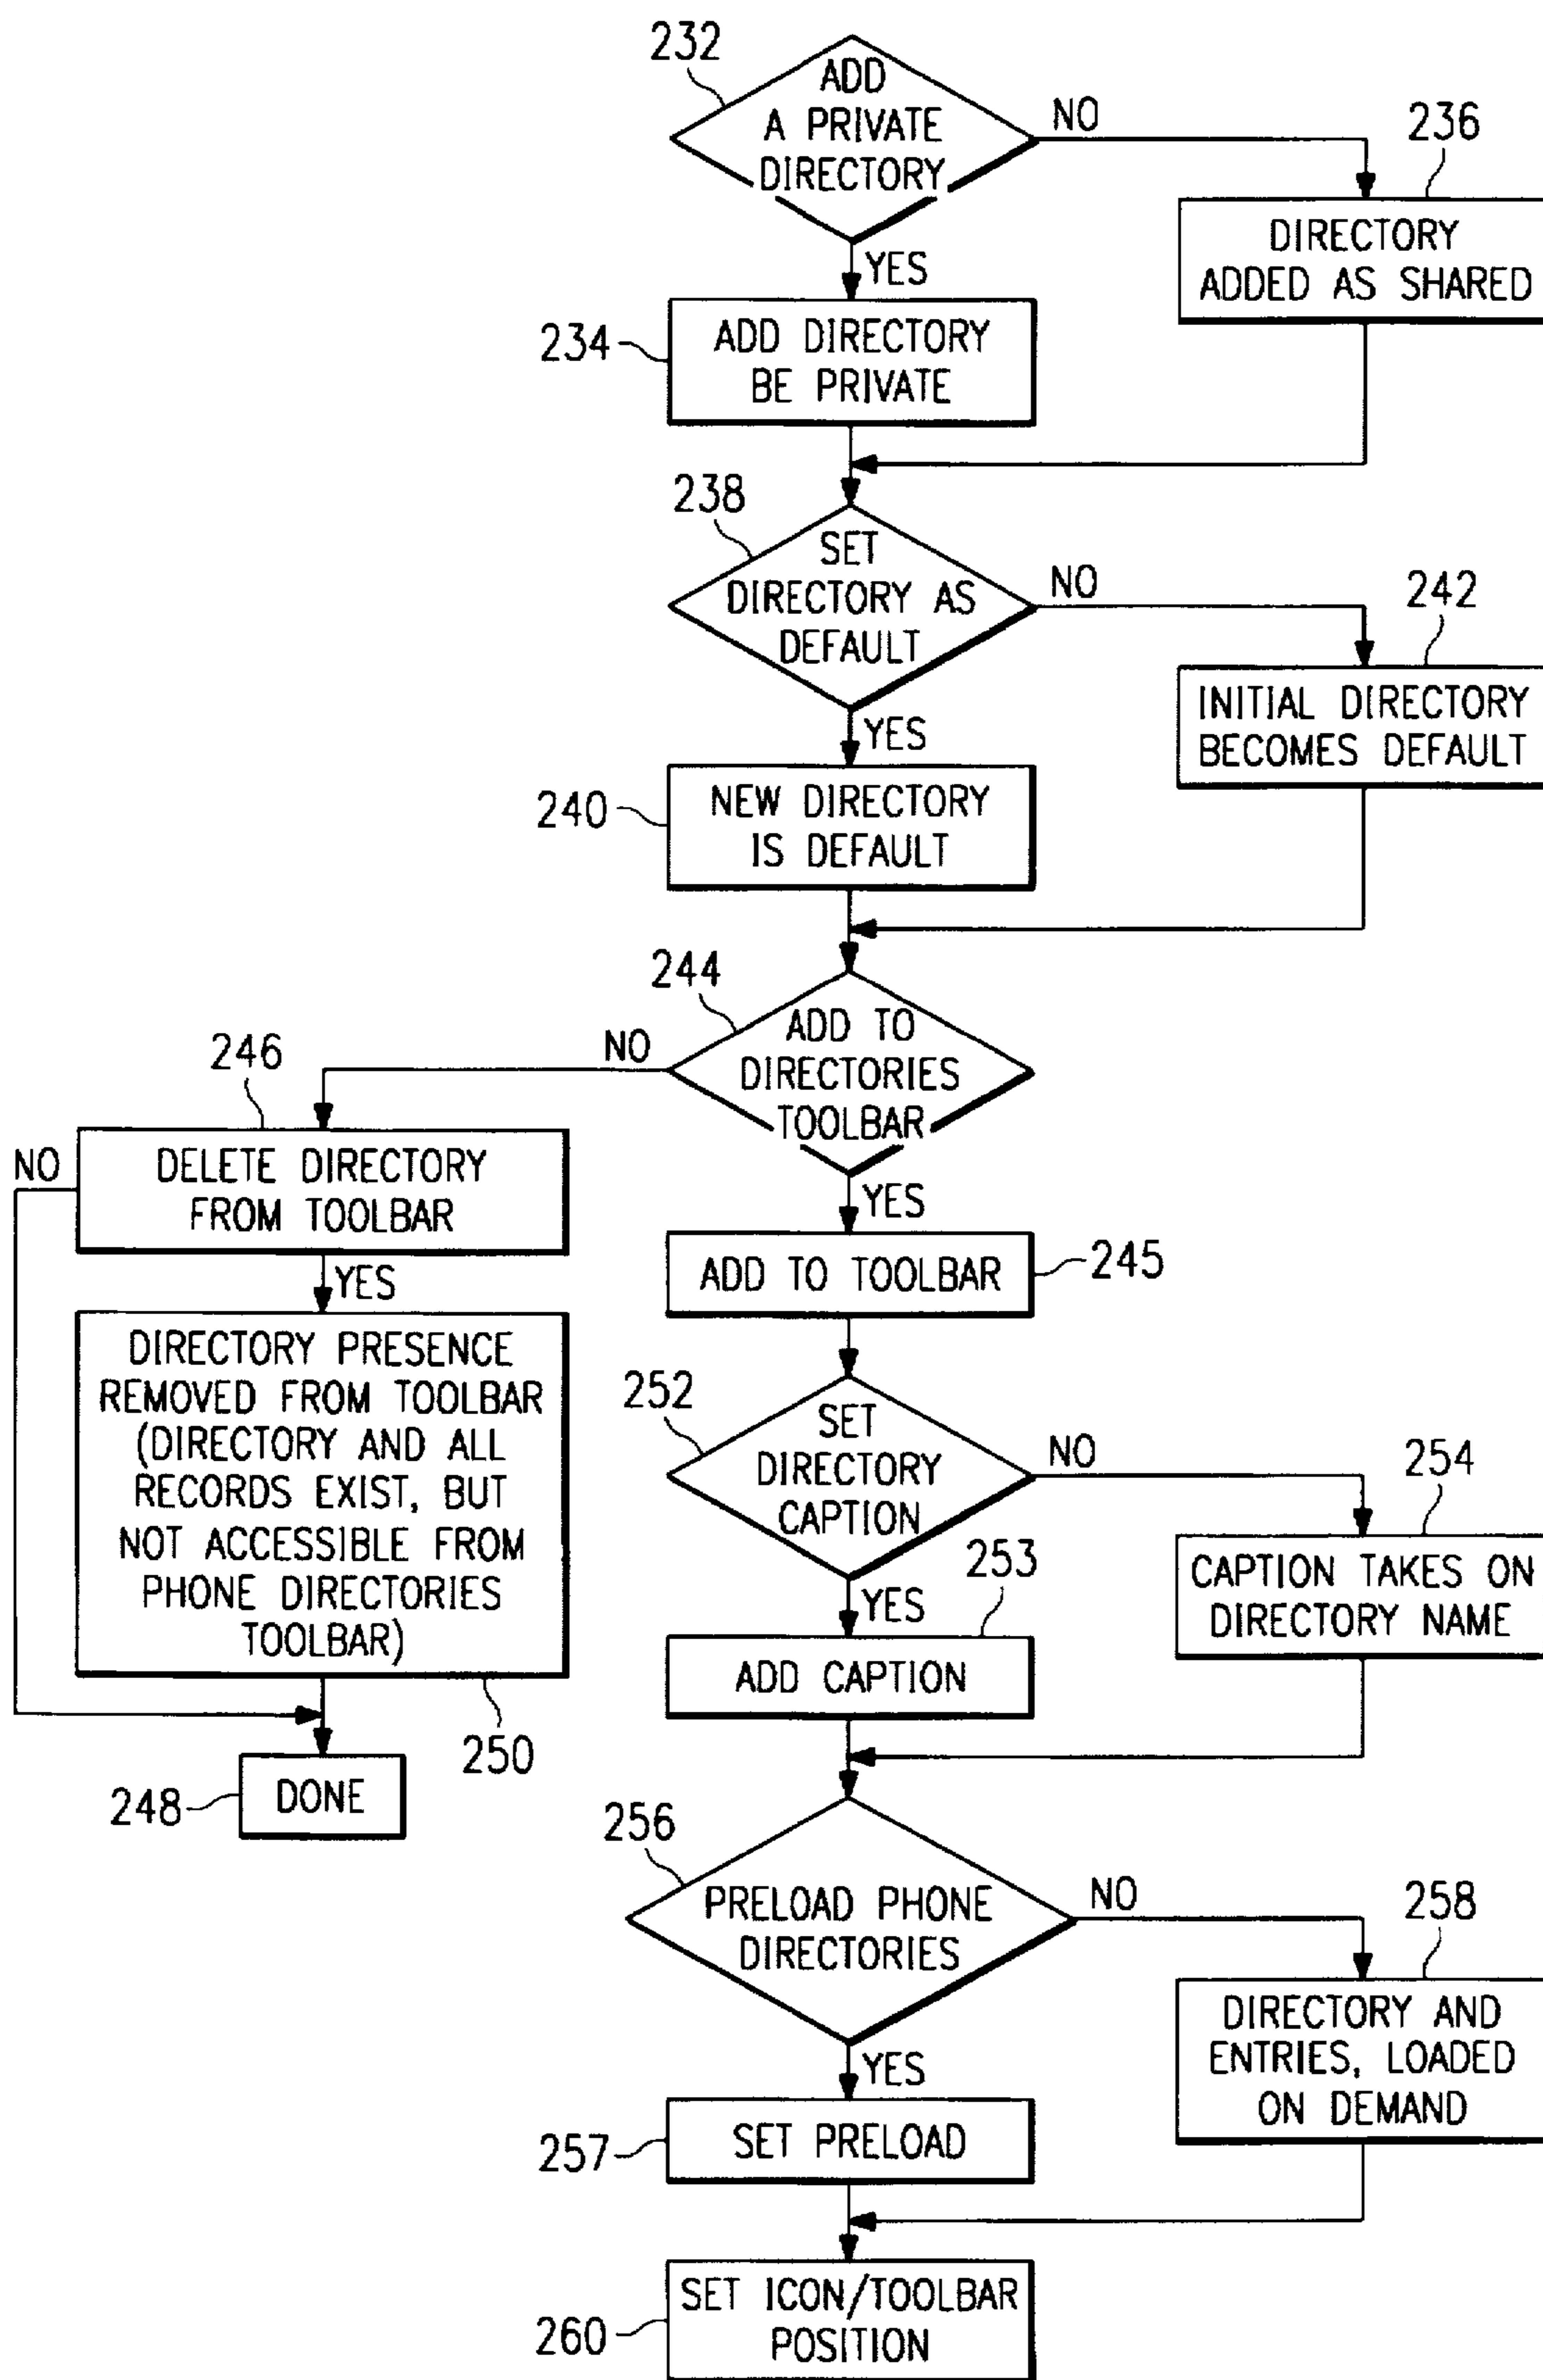 232
ADD
A PRIVATE
DIRECTORY
NO
236
DIRECTORY
ADDED AS SHARED
YES
234
ADD DIRECTORY
BE PRIVATE
238
SET
DIRECTORY AS
DEFAULT
NO
242
INITIAL DIRECTORY
BECOMES DEFAULT
YES
240
NEW DIRECTORY
IS DEFAULT
244
ADD TO
DIRECTORIES
TOOLBAR
NO
246
NO
DELETE DIRECTORY
FROM TOOLBAR
YES
DIRECTORY PRESENCE
REMOVED FROM TOOLBAR
(DIRECTORY AND ALL
RECORDS EXIST, BUT
NOT ACCESSIBLE FROM
PHONE DIRECTORIES
TOOLBAR)
250
248
DONE
YES
ADD TO TOOLBAR
245
252
SET
DIRECTORY
CAPTION
NO
254
CAPTION TAKES ON
DIRECTORY NAME
YES
253
ADD CAPTION
256
PRELOAD PHONE
DIRECTORIES
NO
258
DIRECTORY AND
ENTRIES, LOADED
ON DEMAND
YES
257
SET PRELOAD
260
SET ICON/TOOLBAR
POSITION